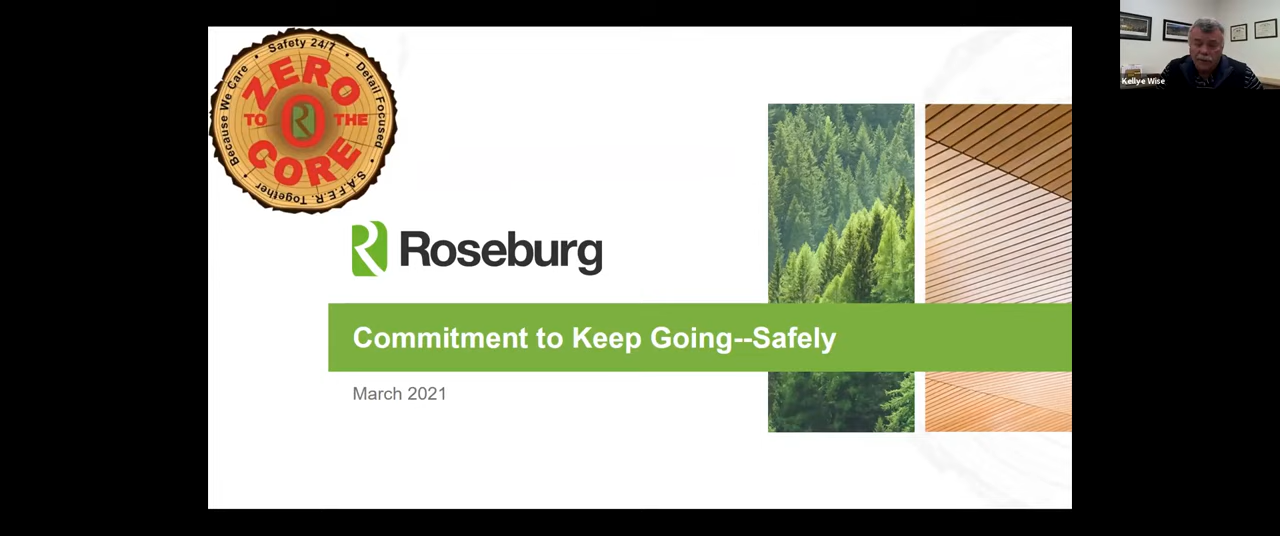 Safety 24/7
Detail Focused
S.A.F.E.R. Together
Because We Care
ZERO
TO THE
CORE
R
Roseburg
Commitment to Keep Going--Safely
March 2021
Kellye Wise